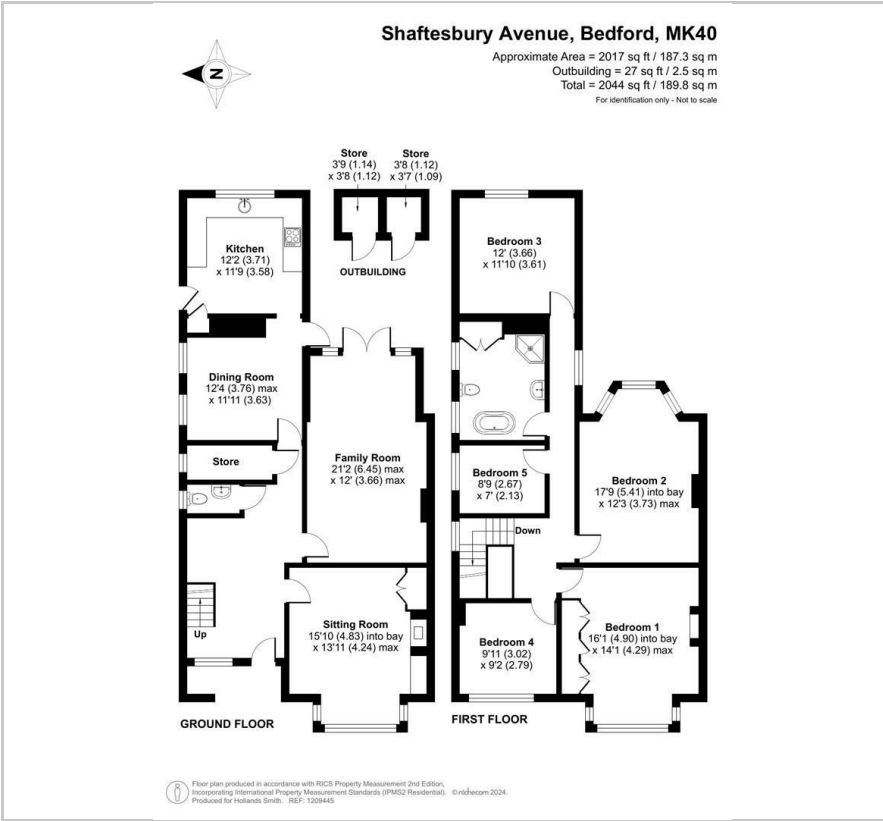 Shaftesbury Avenue, Bedford, MK40
Approximate Area = 2017 sq ft / 187.3 sq m
Outbuilding = 27 sq ft / 2.5 sq m
Total = 2044 sq ft / 189.8 sq m
For identification only - Not to scale
N
Store
3'9 (1.14)
x 3'8 (1.12)
Store
3'8 (1.12)
x 3'7 (1.09)
OUTBUILDING
Kitchen
12'2 (3.71)
x 11'9 (3.58)
Dining Room
12'4 (3.76) max
x 11'11 (3.63)
Store
Family Room
21'2 (6.45) max
x 12' (3.66) max
Up
Sitting Room
15'10 (4.83) into bay
x 13'11 (4.24) max
GROUND FLOOR
Bedroom 3
12' (3.66)
x 11'10 (3.61)
Bedroom 5
8'9 (2.67)
x 7' (2.13)
Bedroom 2
17'9 (5.41) into bay
x 12'3 (3.73) max
Down
Bedroom 4
9'11 (3.02)
x 9'2 (2.79)
Bedroom 1
16'1 (4.90) into bay
x 14'1 (4.29) max
FIRST FLOOR
Floor plan produced in accordance with RICS Property Measurement 2nd Edition,
Incorporating International Property Measurement Standards (IPMS2 Residential). © nichecom 2024.
Produced for Hollands Smith. REF: 1209445